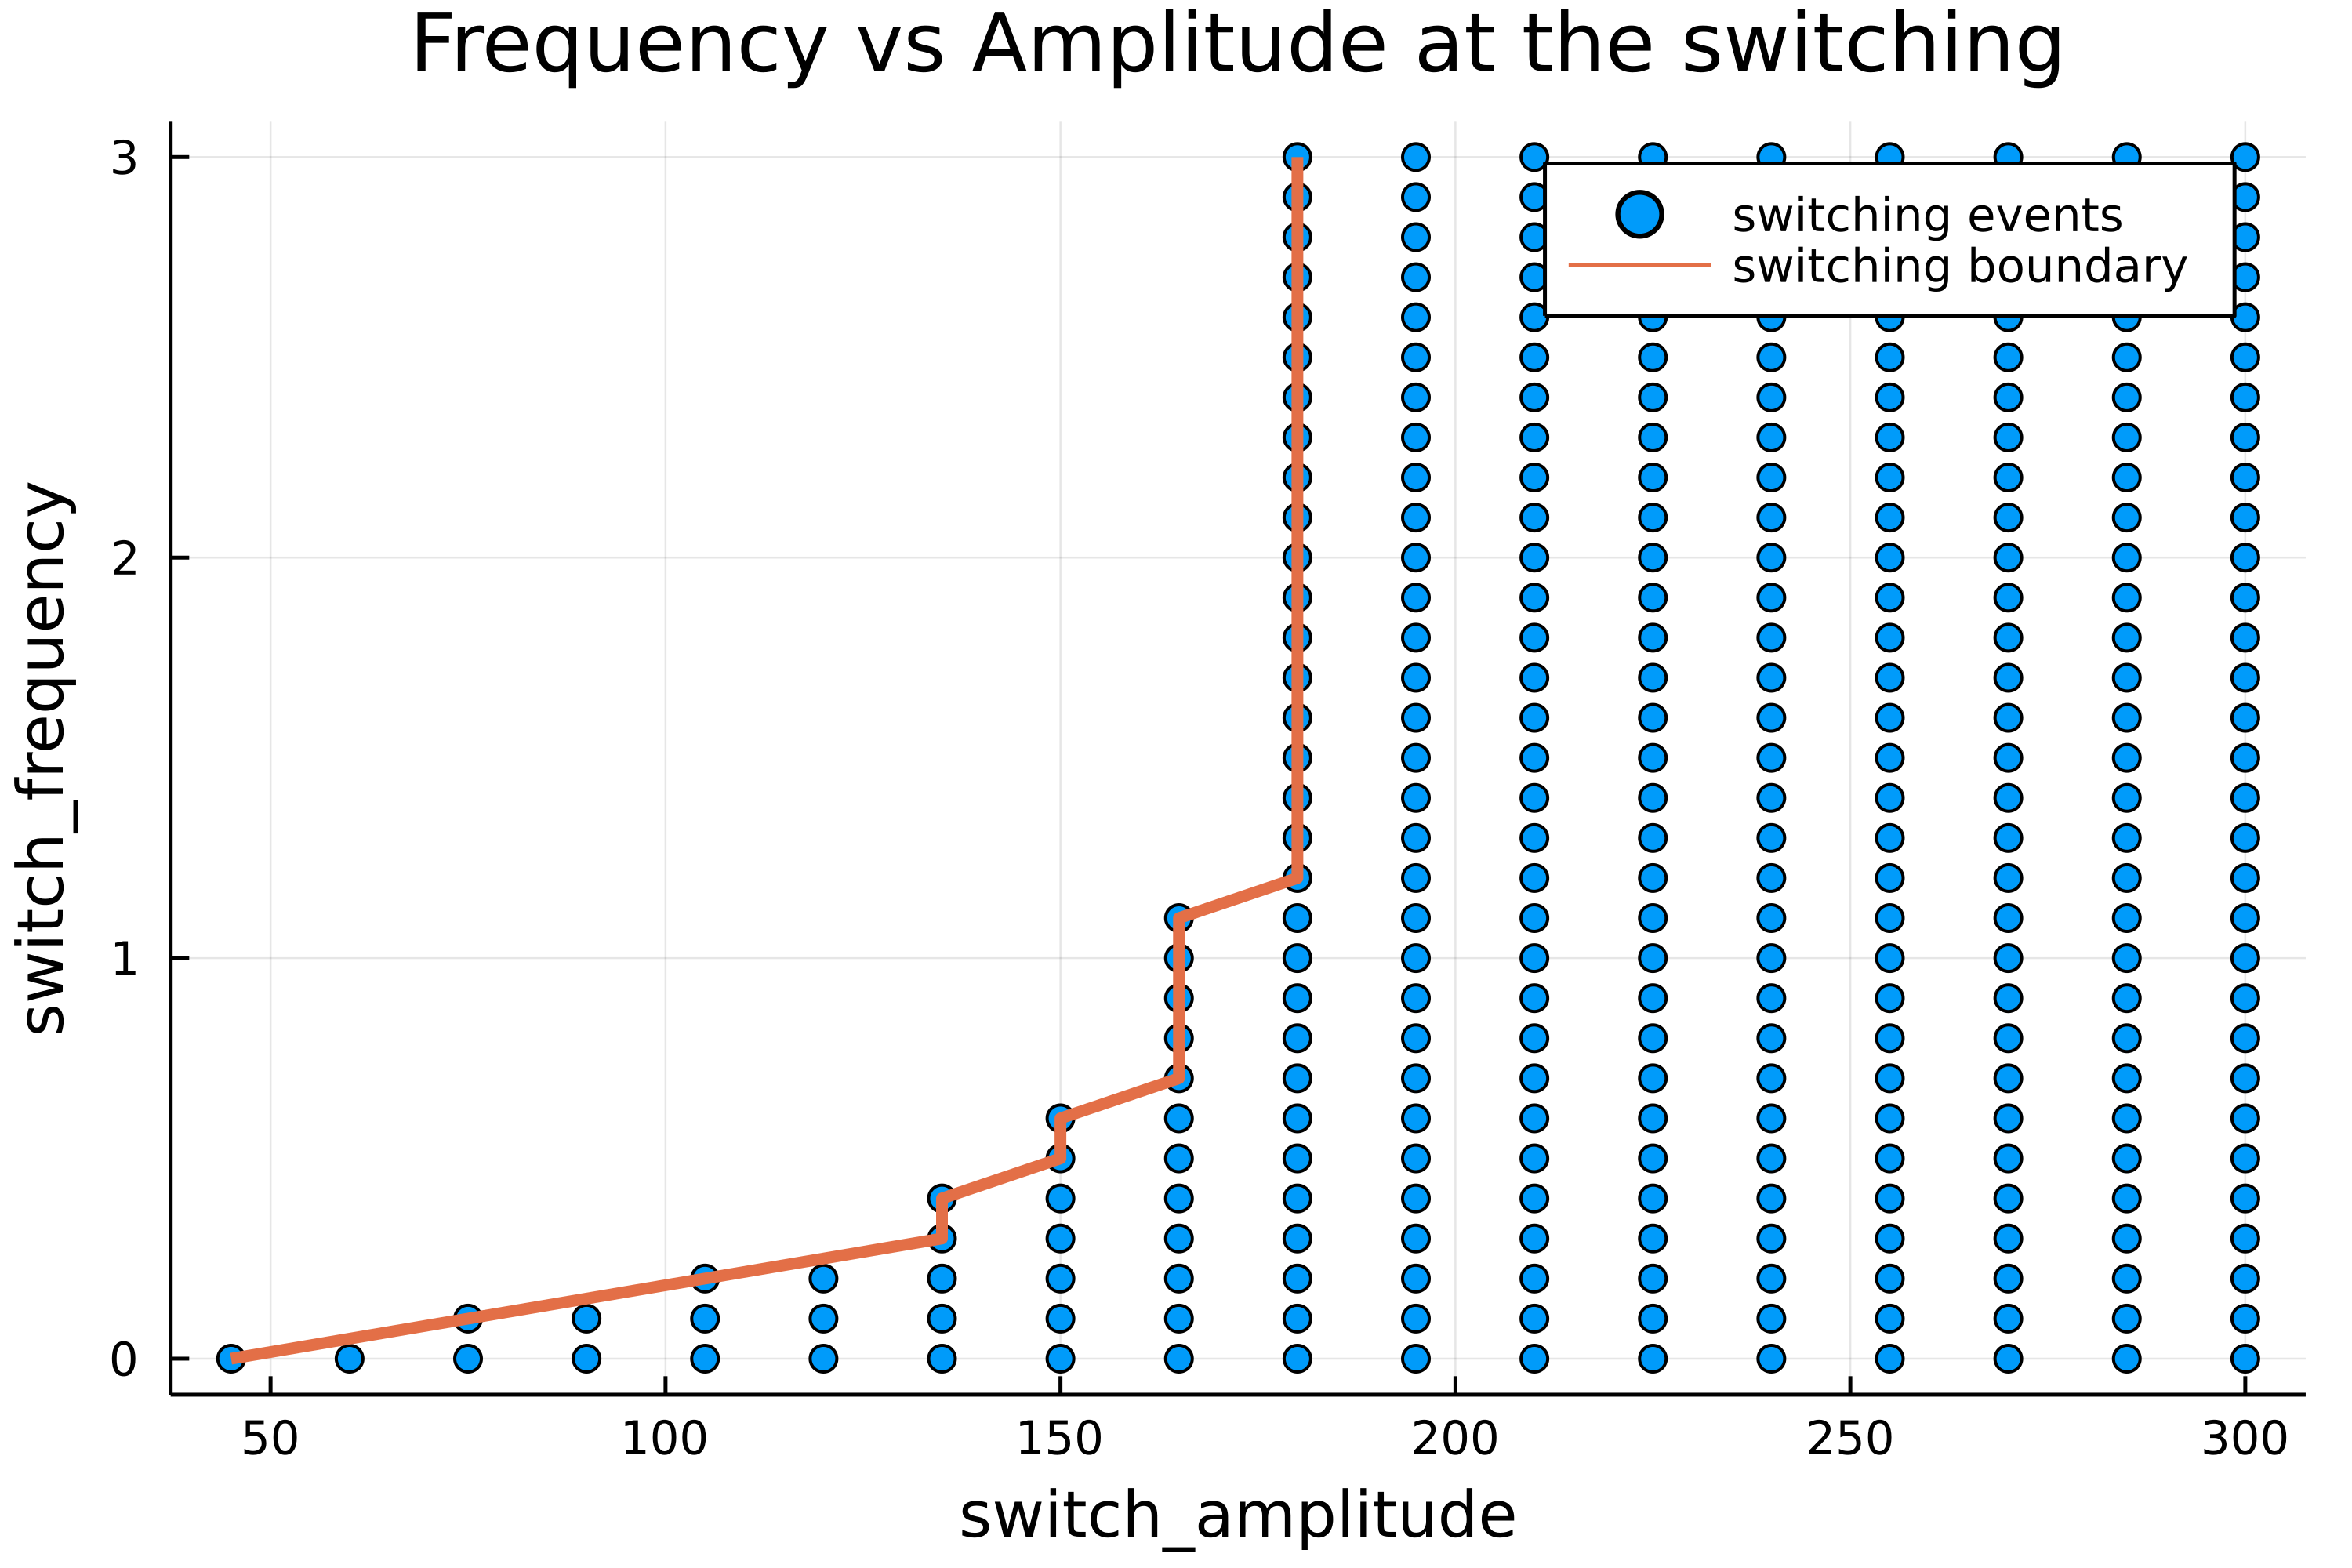 Frequency vs Amplitude at the switching
switching events
switching boundary
switch_frequency
3
2
1
0
50 100 150 200 250 300
switch_amplitude